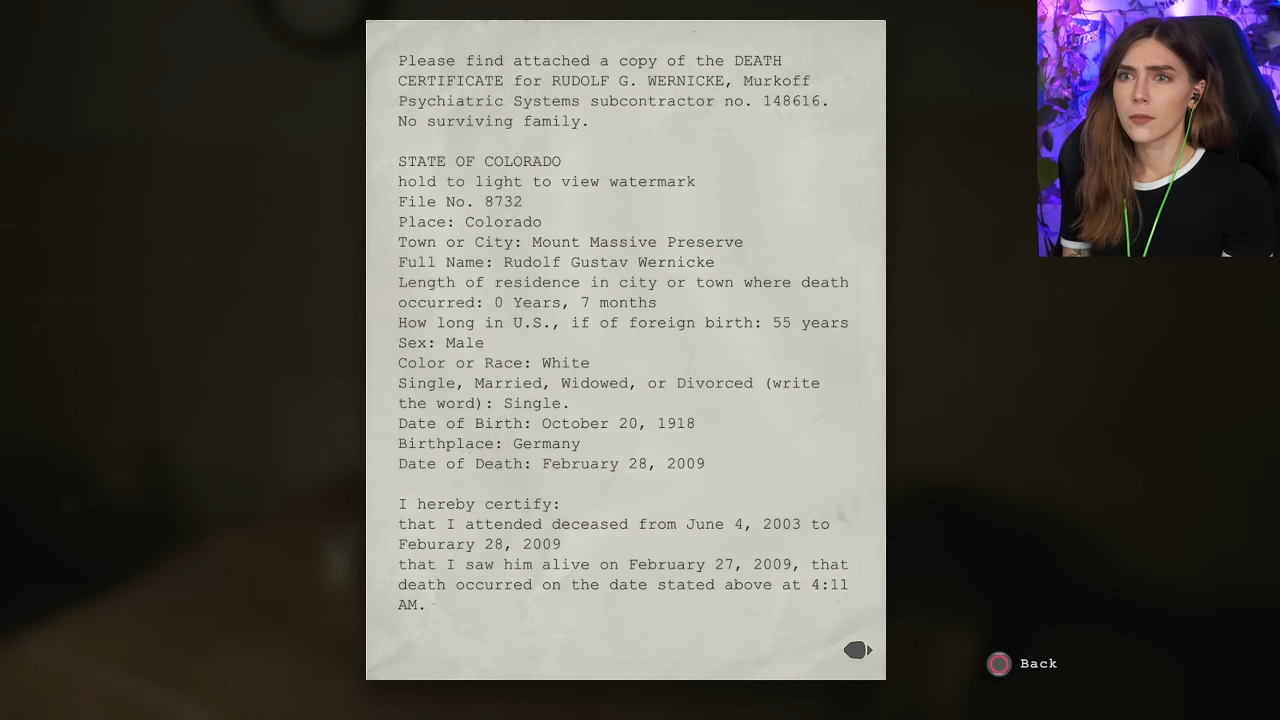 Please find attached a copy of the DEATH
CERTIFICATE for RUDOLF G. WERNICKE, Murkoff
Psychiatric Systems subcontractor no. 148616.
No surviving family.
STATE OF COLORADO
hold to light to view watermark
File No. 8732
Place: Colorado
Town or City: Mount Massive Preserve
Full Name: Rudolf Gustav Wernicke
Length of residence in city or town where death
occurred: 0 Years, 7 months
How long in U.S., if of foreign birth: 55 years
Sex: Male
Color or Race: White
Single, Married, Widowed, or Divorced (write
the word): Single.
Date of Birth: October 20, 1918
Birthplace: Germany
Date of Death: February 28, 2009
I hereby certify:
that I attended deceased from June 4, 2003 to
Feburary 28, 2009
that I saw him alive on February 27, 2009, that
death occurred on the date stated above at 4:11
AM.
Back